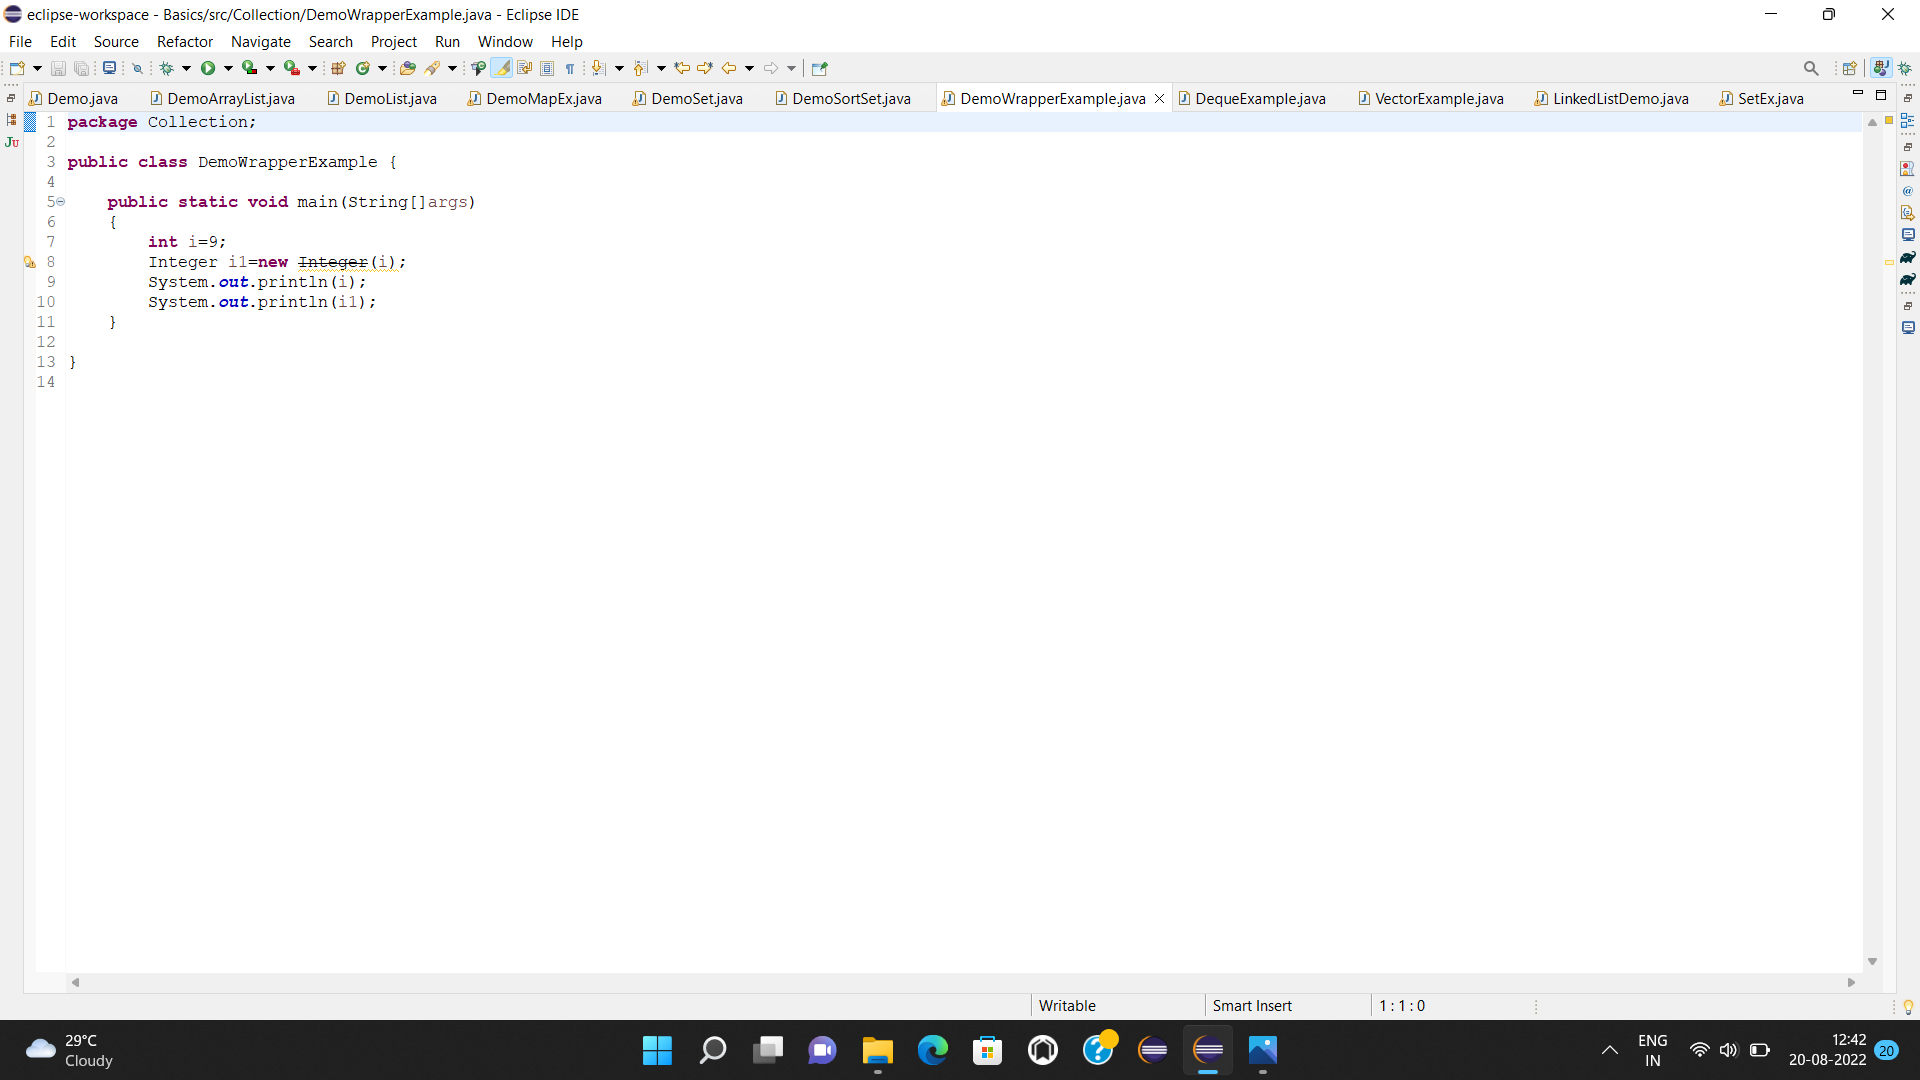 eclipse-workspace - Basics/src/Collection/DemoWrapperExample.java - Eclipse IDE
File Edit Source Refactor Navigate Search Project Run Window Help
Demo.java DemoArrayList.java DemoList.java DemoMapEx.java DemoSet.java DemoSortSet.java DemoWrapperExample.java DequeExample.java VectorExample.java LinkedListDemo.java SetEx.java
1 package Collection;
2
3 public class DemoWrapperExample {
4
5 public static void main(String[]args)
6 {
7 int i=9;
8 Integer i1=new Integer(i);
9 System.out.println(i);
10 System.out.println(i1);
11 }
12
13 }
14
Writable Smart Insert 1 : 1 : 0
29°C
Cloudy
ENG
IN
12:42
20-08-2022
20